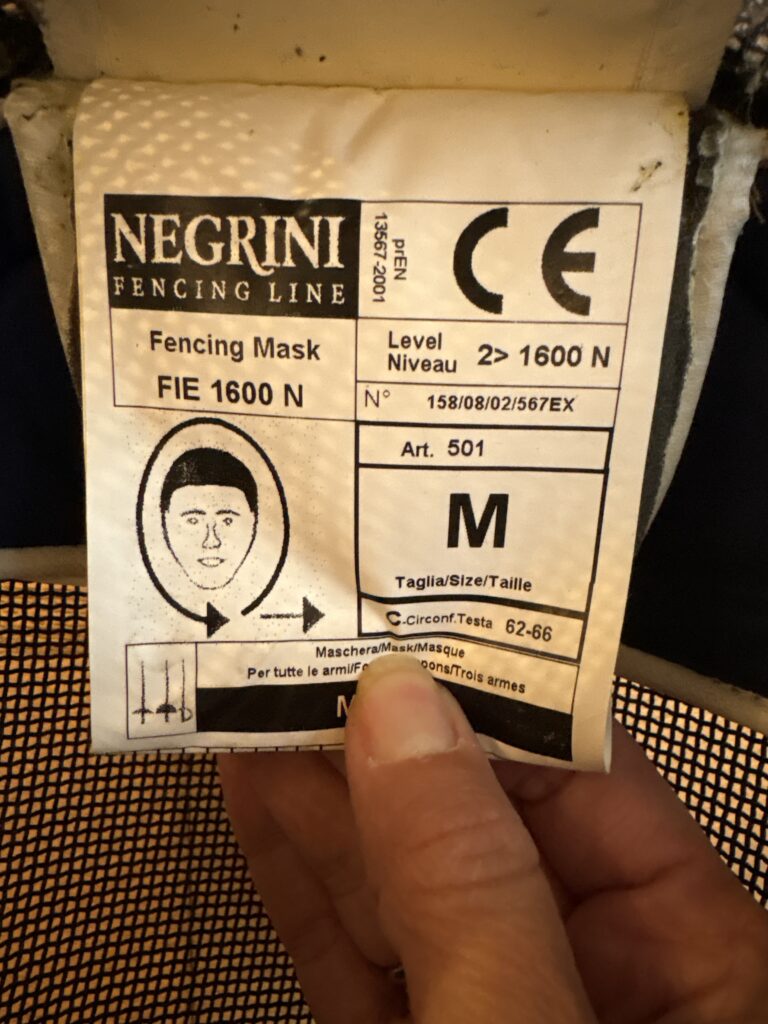 NEGRINI
FENCING LINE
prEN
13567-2001
CE
Fencing Mask
FIE 1600 N
Level
Niveau
2> 1600 N
N° 158/08/02/567EX
Art. 501
M
Taglia/Size/Taille
C.Circonf.Testa 62-66
Maschera/Mask/Masque
Per tutte le armi/ /Trois armes